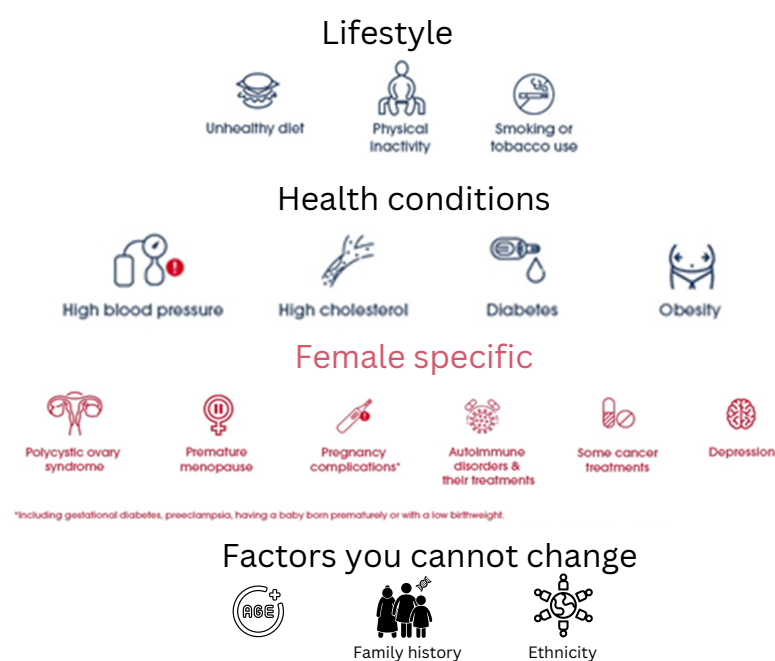 Lifestyle
Unhealthy diet
Physical
inactivity
Smoking or
tobacco use
Health conditions
High blood pressure
High cholesterol
Diabetes
Obesity
Female specific
Polycystic ovary
syndrome
Premature
menopause
Pregnancy
complications*
Autoimmune
disorders &
their treatments
Some cancer
treatments
Depression
*Including gestational diabetes, preeclampsia, having a baby born prematurely or with a low birthweight.
Factors you cannot change
AGE
Family history
Ethnicity